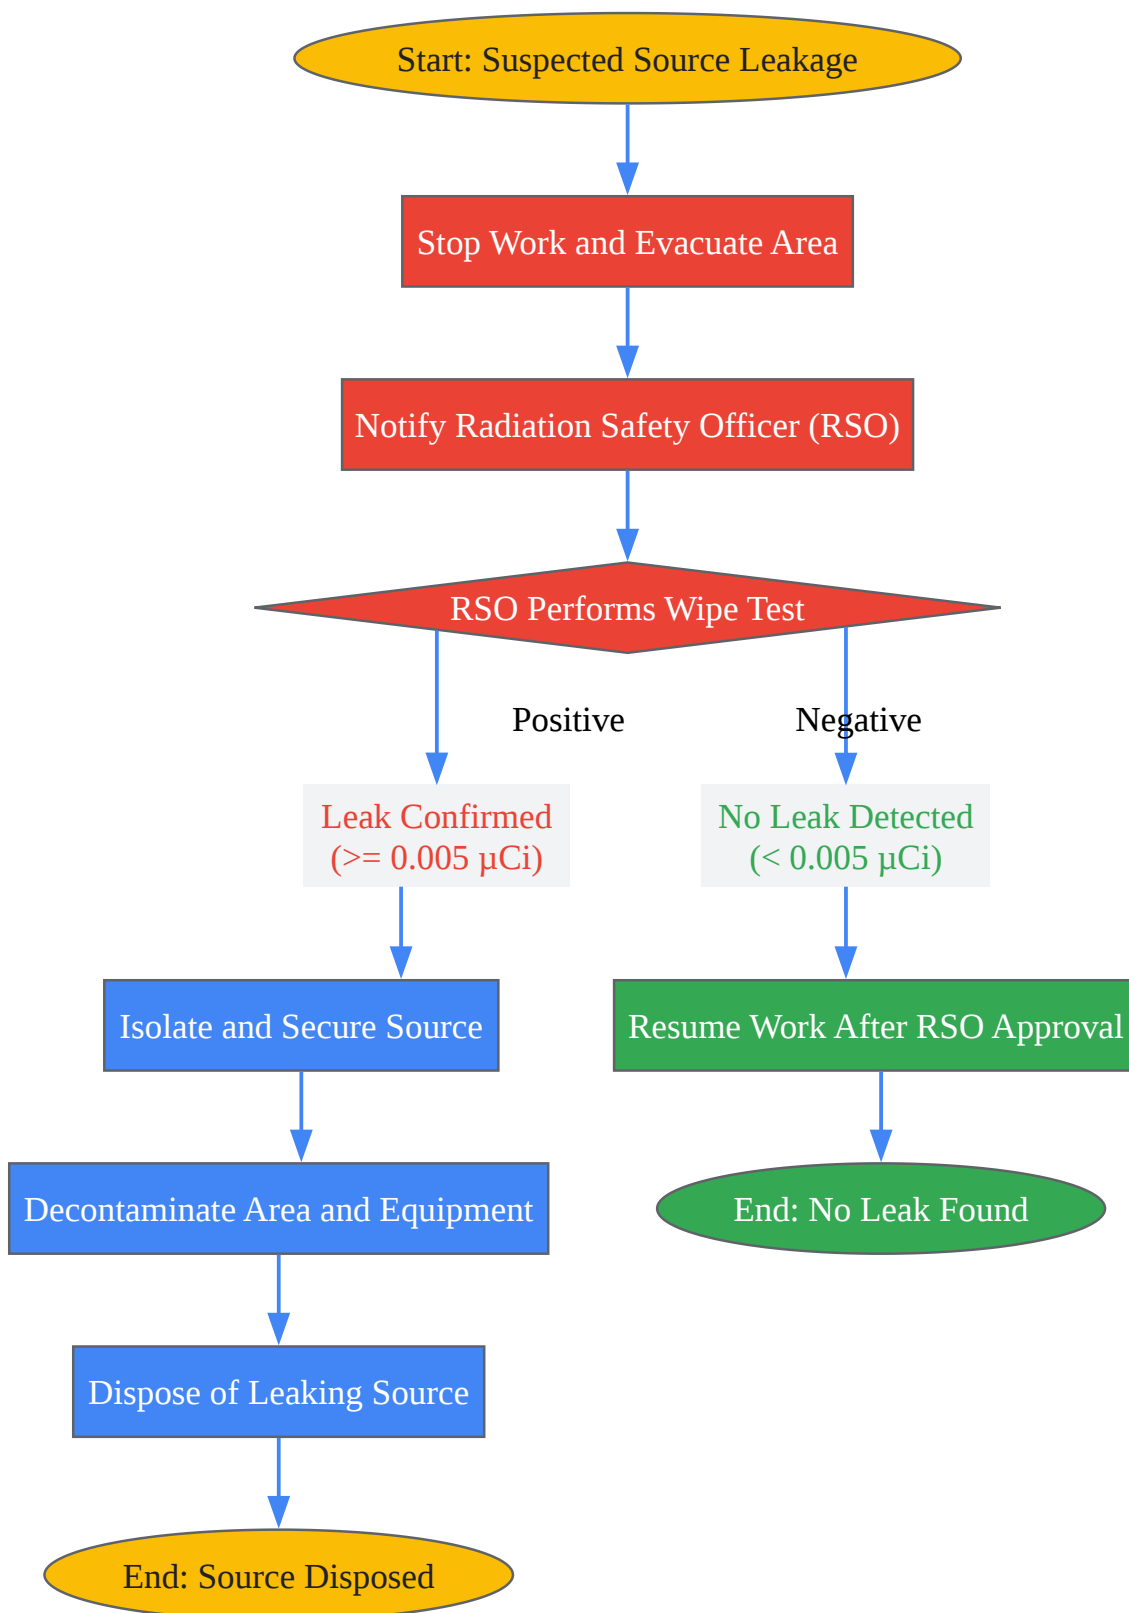 Start: Suspected Source Leakage
Stop Work and Evacuate Area
Notify Radiation Safety Officer (RSO)
RSO Performs Wipe Test
Positive
Negative
Leak Confirmed
(>= 0.005 µCi)
No Leak Detected
(< 0.005 µCi)
Isolate and Secure Source
Resume Work After RSO Approval
Decontaminate Area and Equipment
End: No Leak Found
Dispose of Leaking Source
End: Source Disposed